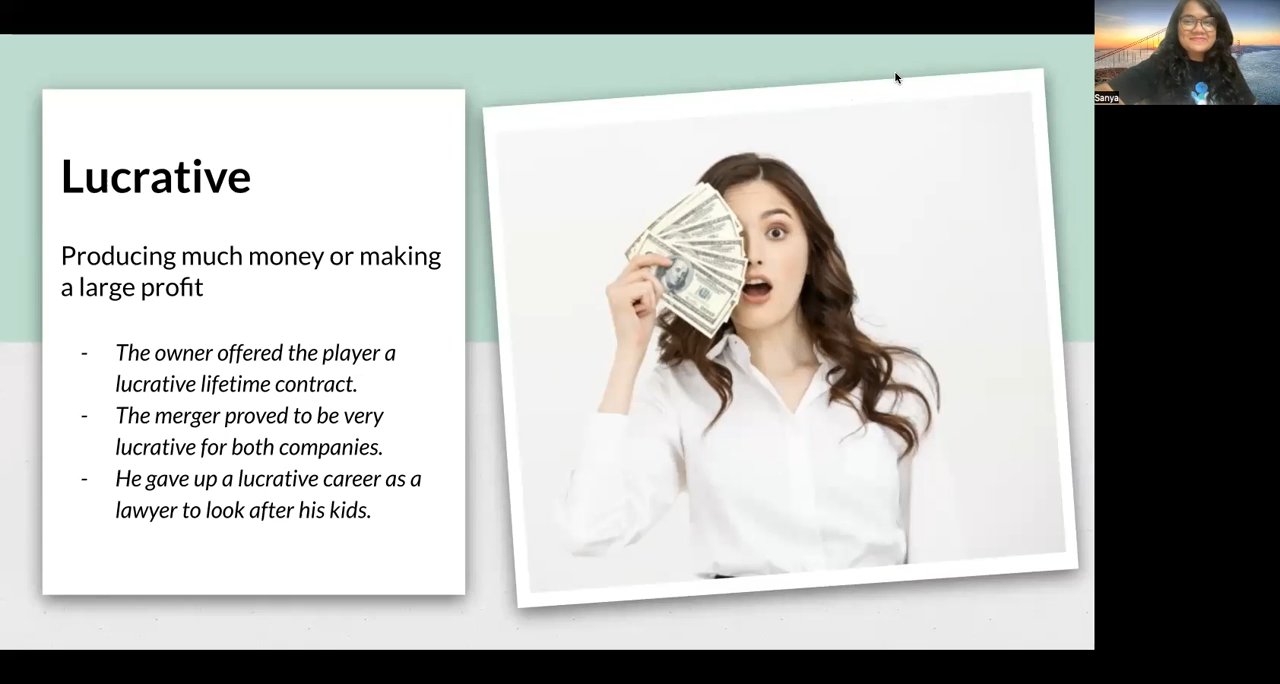 Lucrative
Producing much money or making
a large profit
- The owner offered the player a
lucrative lifetime contract.
- The merger proved to be very
lucrative for both companies.
- He gave up a lucrative career as a
lawyer to look after his kids.
Sanya